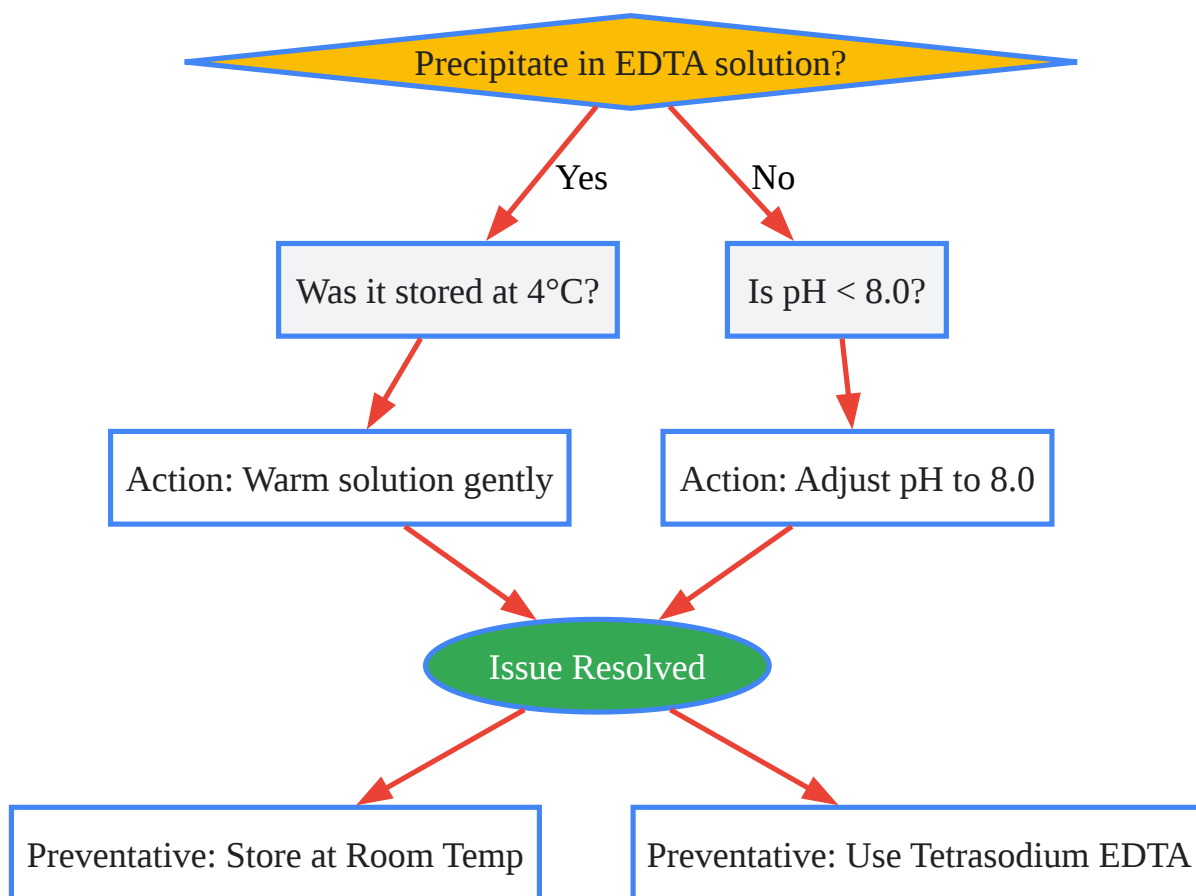 Precipitate in EDTA solution?
Yes
No
Was it stored at 4°C?
Is pH < 8.0?
Action: Warm solution gently
Action: Adjust pH to 8.0
Issue Resolved
Preventative: Store at Room Temp
Preventative: Use Tetrasodium EDTA